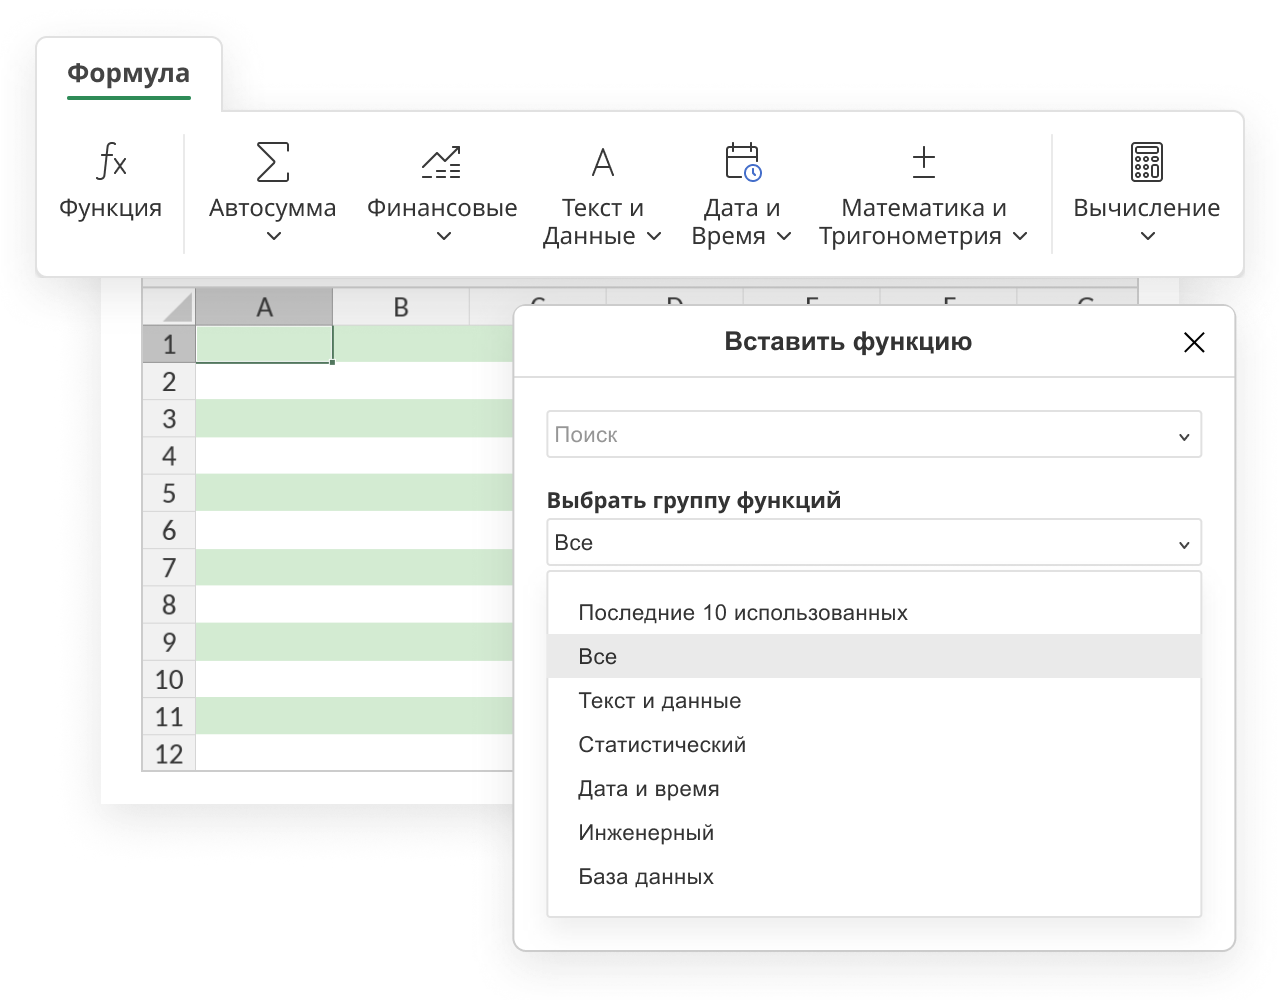 Формула
fx
Функция
Автосумма
Финансовые
Текст и
Данные
Дата и
Время
Математика и
Тригонометрия
Вычисление
A B C D E F G
1
2
3
4
5
6
7
8
9
10
11
12
Вставить функцию
Поиск
Выбрать группу функций
Все
Последние 10 использованных
Все
Текст и данные
Статистический
Дата и время
Инженерный
База данных